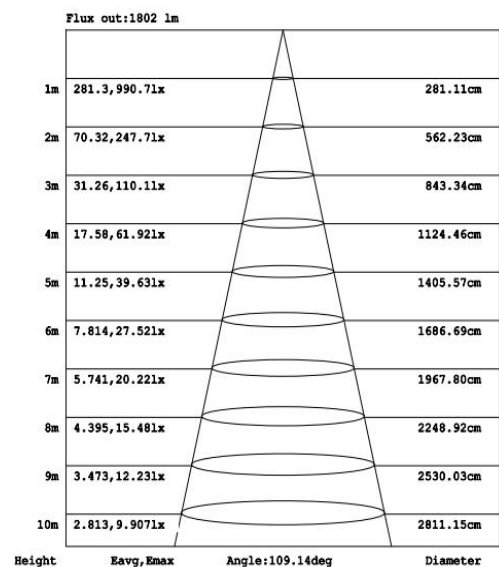 Flux out:1802 lm
1m 281.3,990.7lx 281.11cm
2m 70.32,247.7lx 562.23cm
3m 31.26,110.1lx 843.34cm
4m 17.58,61.92lx 1124.46cm
5m 11.25,39.63lx 1405.57cm
6m 7.814,27.52lx 1686.69cm
7m 5.741,20.22lx 1967.80cm
8m 4.395,15.48lx 2248.92cm
9m 3.473,12.23lx 2530.03cm
10m 2.813,9.907lx 2811.15cm
Height Eavg,Emax Angle:109.14deg Diameter